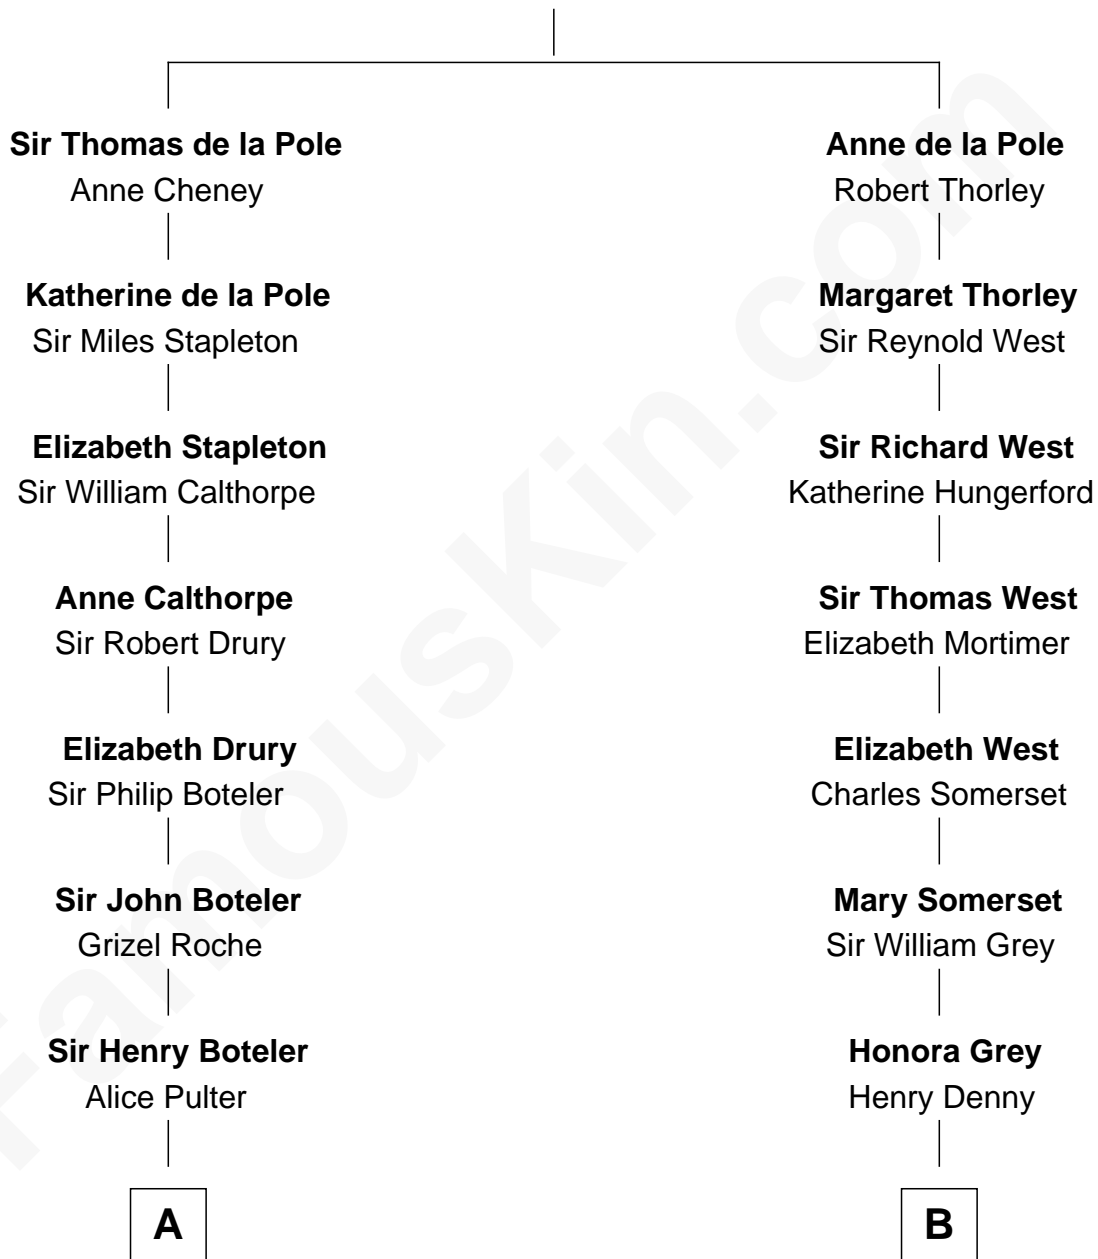 Sir Thomas de la Pole
Anne Cheney
Katherine de la Pole
Sir Miles Stapleton
Elizabeth Stapleton
Sir William Calthorpe
Anne Calthorpe
Sir Robert Drury
Elizabeth Drury
Sir Philip Boteler
Sir John Boteler
Grizel Roche
Sir Henry Boteler
Alice Pulter
A
Anne de la Pole
Robert Thorley
Margaret Thorley
Sir Reynold West
Sir Richard West
Katherine Hungerford
Sir Thomas West
Elizabeth Mortimer
Elizabeth West
Charles Somerset
Mary Somerset
Sir William Grey
Honora Grey
Henry Denny
B
FamousKin.com